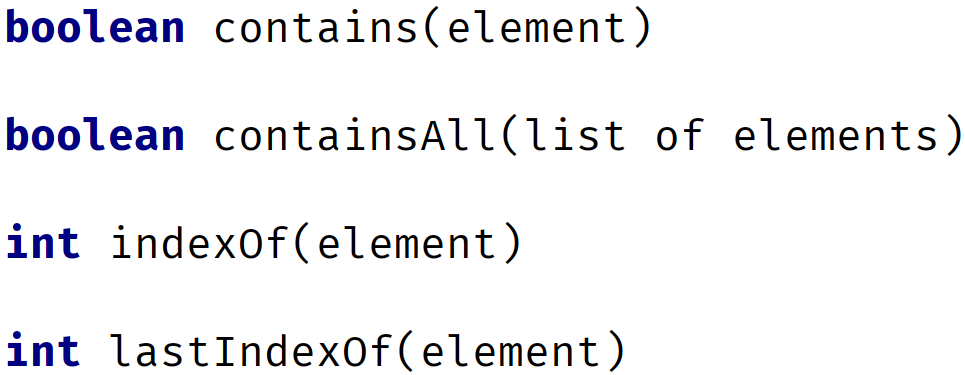 boolean contains(element)
boolean containsAll(list of elements)
int indexOf(element)
int lastIndexOf(element)